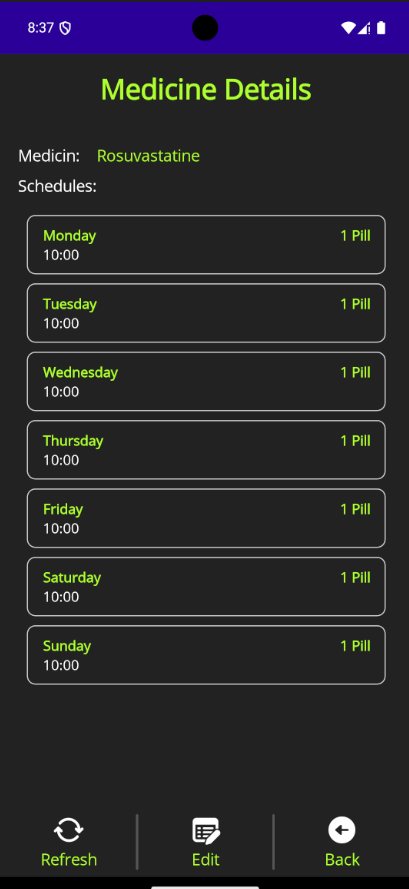 8:37
Medicine Details
Medicin: Rosuvastatine
Schedules:
Monday 1 Pill
10:00
Tuesday 1 Pill
10:00
Wednesday 1 Pill
10:00
Thursday 1 Pill
10:00
Friday 1 Pill
10:00
Saturday 1 Pill
10:00
Sunday 1 Pill
10:00
Refresh Edit Back